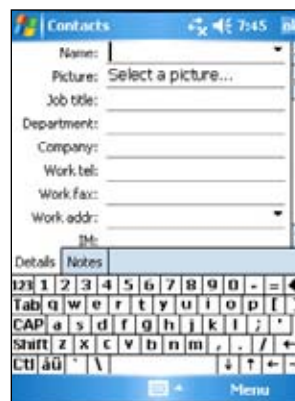 Contacts 7:45 ok
Name:
Picture: Select a picture...
Job title:
Department:
Company:
Work tel:
Work fax:
Work addr:
IM:
Details Notes
123 1 2 3 4 5 6 7 8 9 0 - =
Tab q w e r t y u i o p [ ]
CAP a s d f g h j k l ; '
Shift z x c v b n m , . /
Ctl áü ` \
Menu